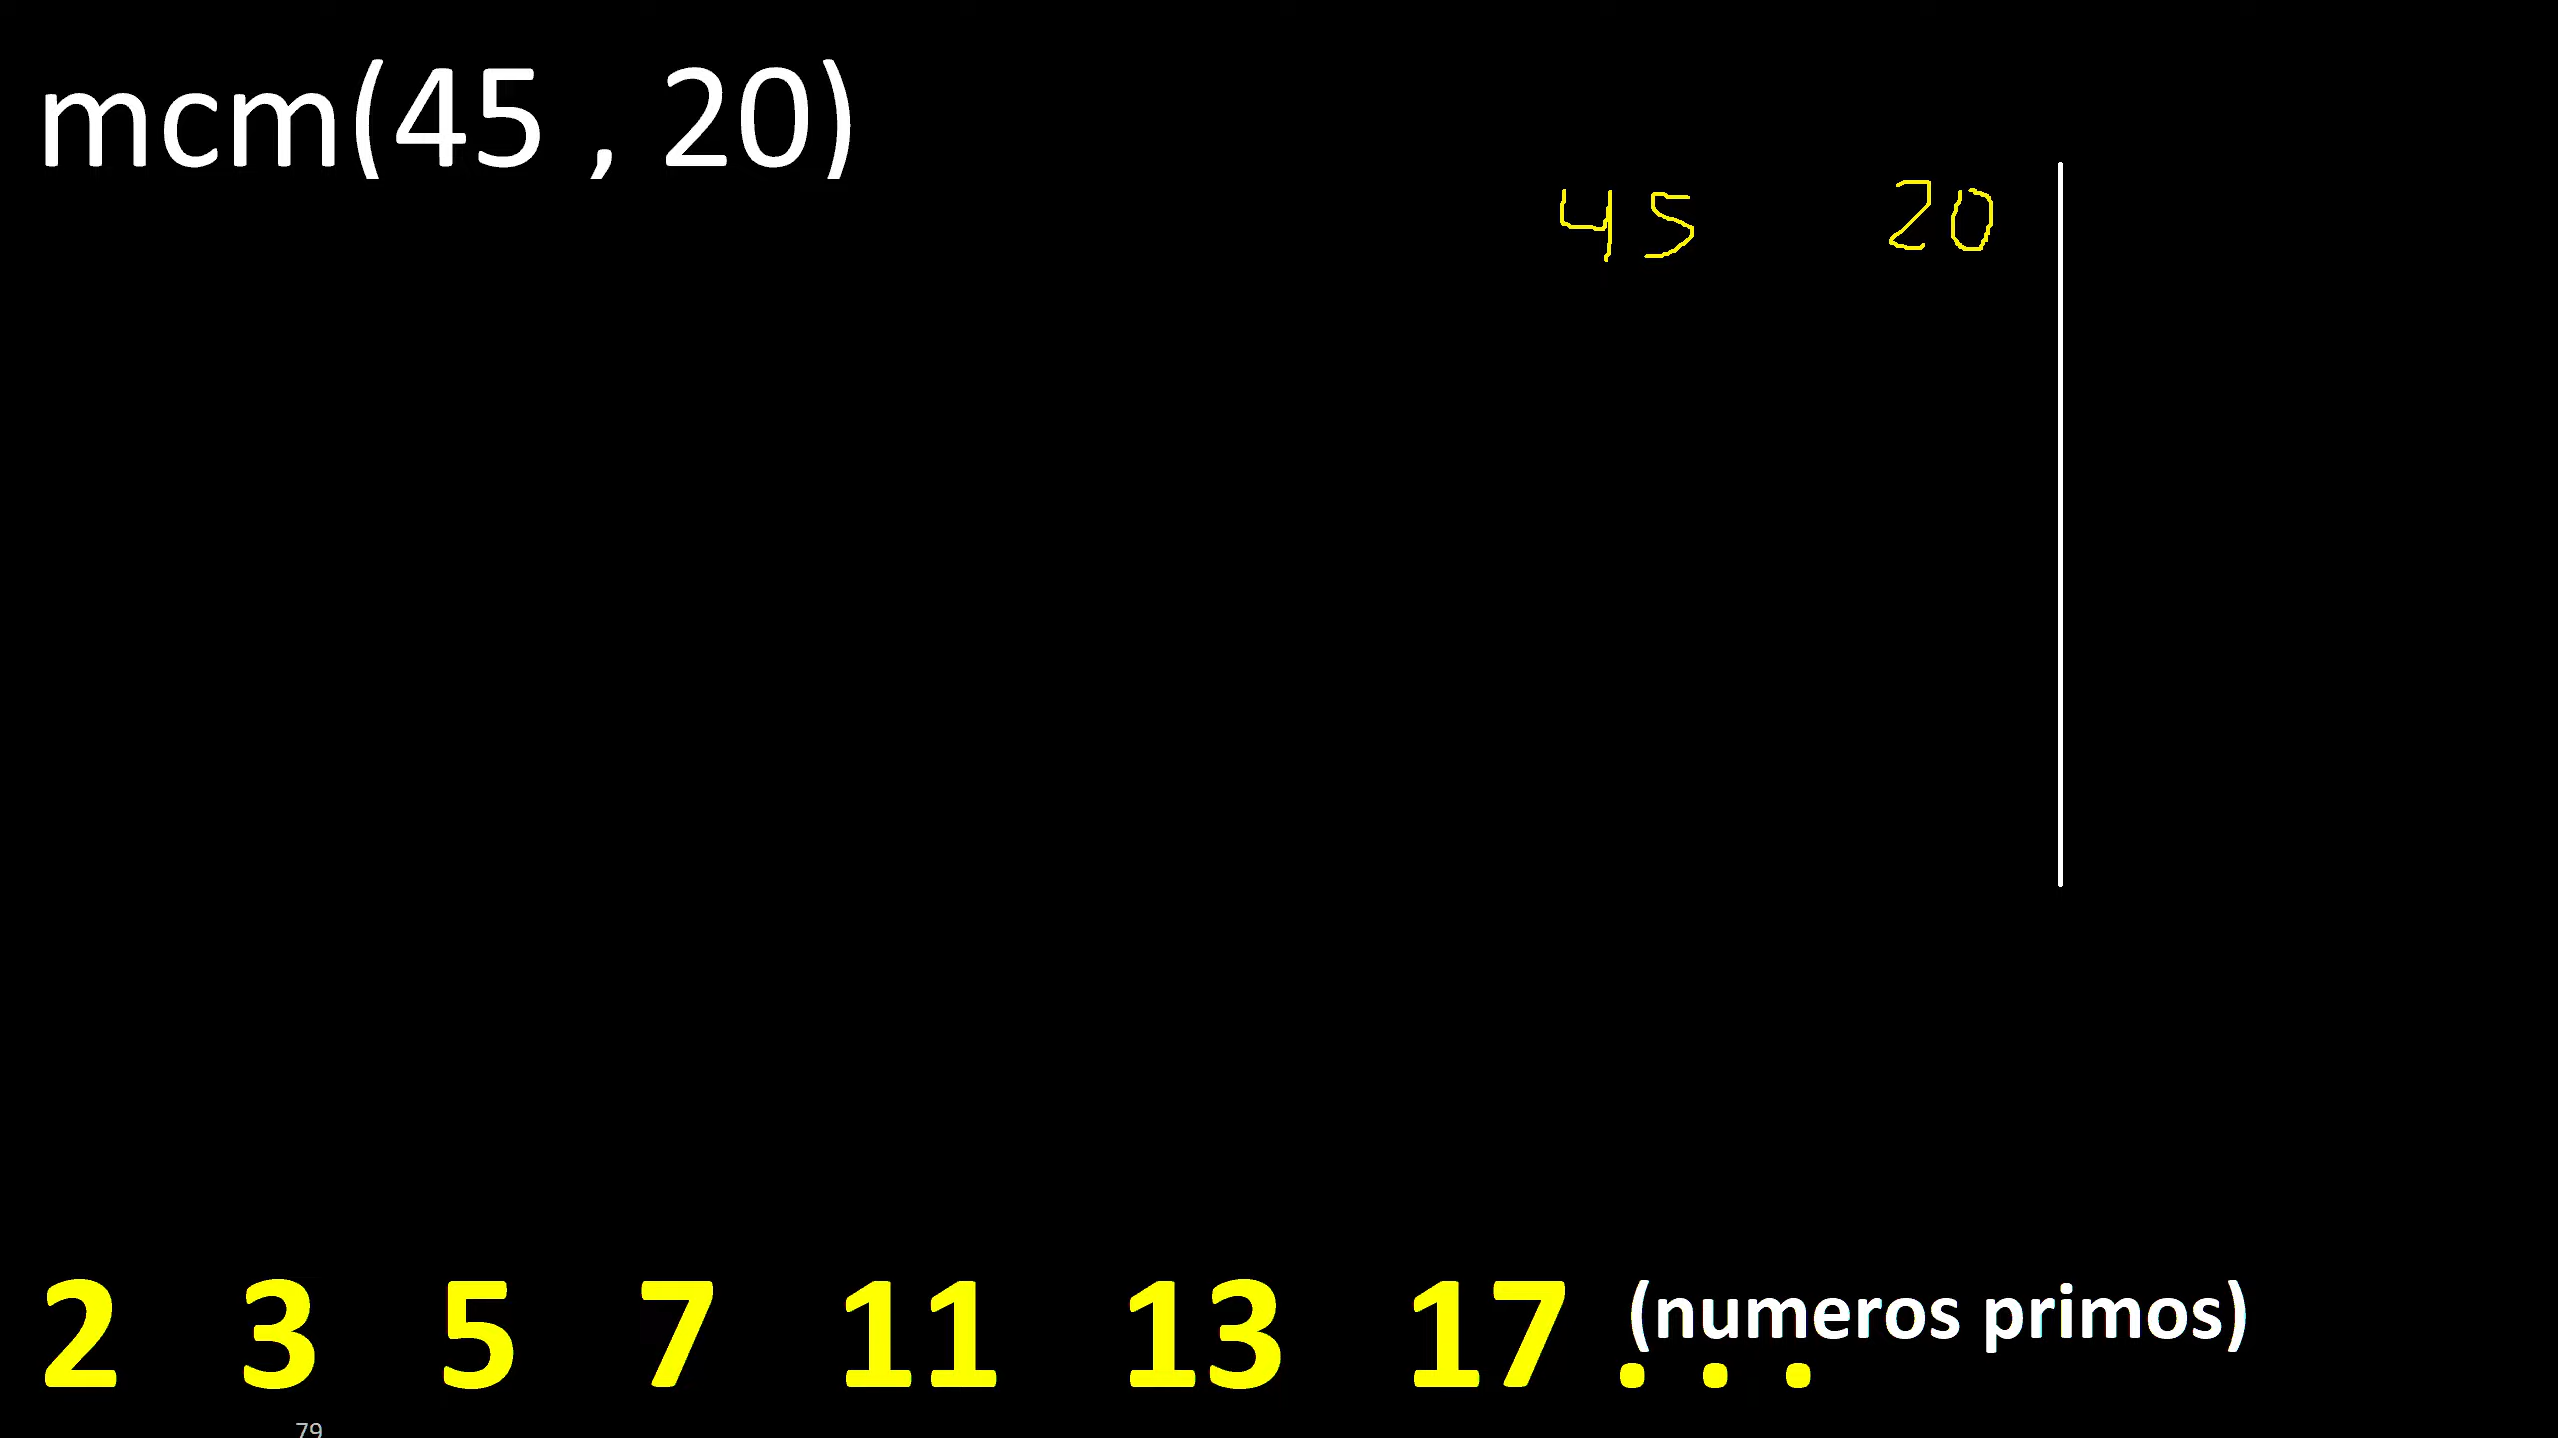 mcm(45 , 20)
45 20
2 3 5 7 11 13 17 . . . (numeros primos)
79